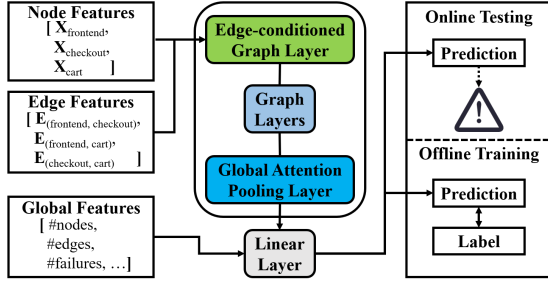 Node Features
[ X_frontend,
X_checkout,
X_cart ]
Edge Features
[ E_(frontend, checkout),
E_(frontend, cart),
E_(checkout, cart) ]
Global Features
[ #nodes,
#edges,
#failures, …]
Edge-conditioned
Graph Layer
Graph
Layers
Global Attention
Pooling Layer
Linear
Layer
Online Testing
Prediction
Offline Training
Prediction
Label